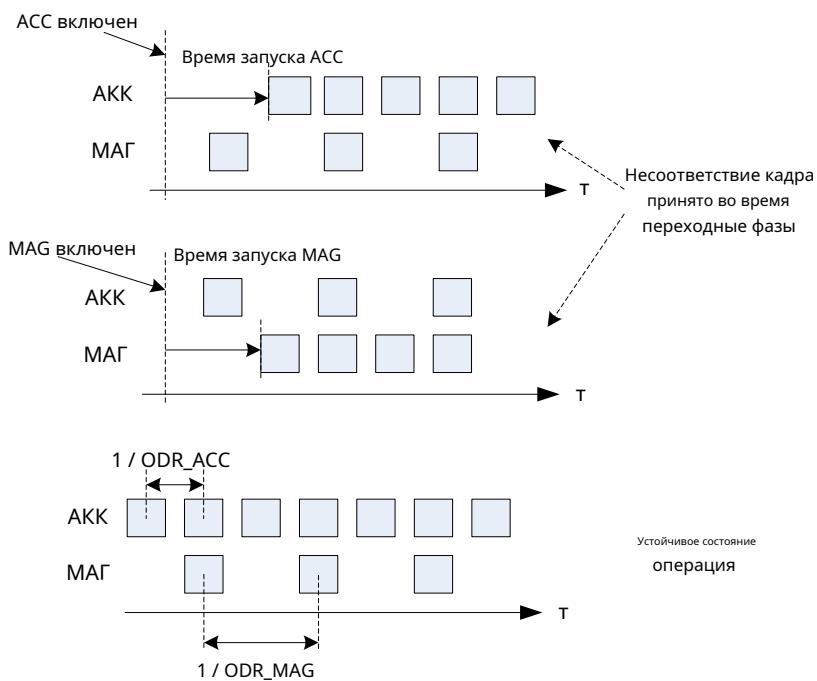 ACC включен
Время запуска ACC
АКК
МАГ
Т
Несоответствие кадра
принято во время
переходные фазы
MAG включен
Время запуска MAG
АКК
МАГ
Т
1 / ODR_ACC
АКК
МАГ
Т
1 / ODR_MAG
Устойчивое состояние
операция